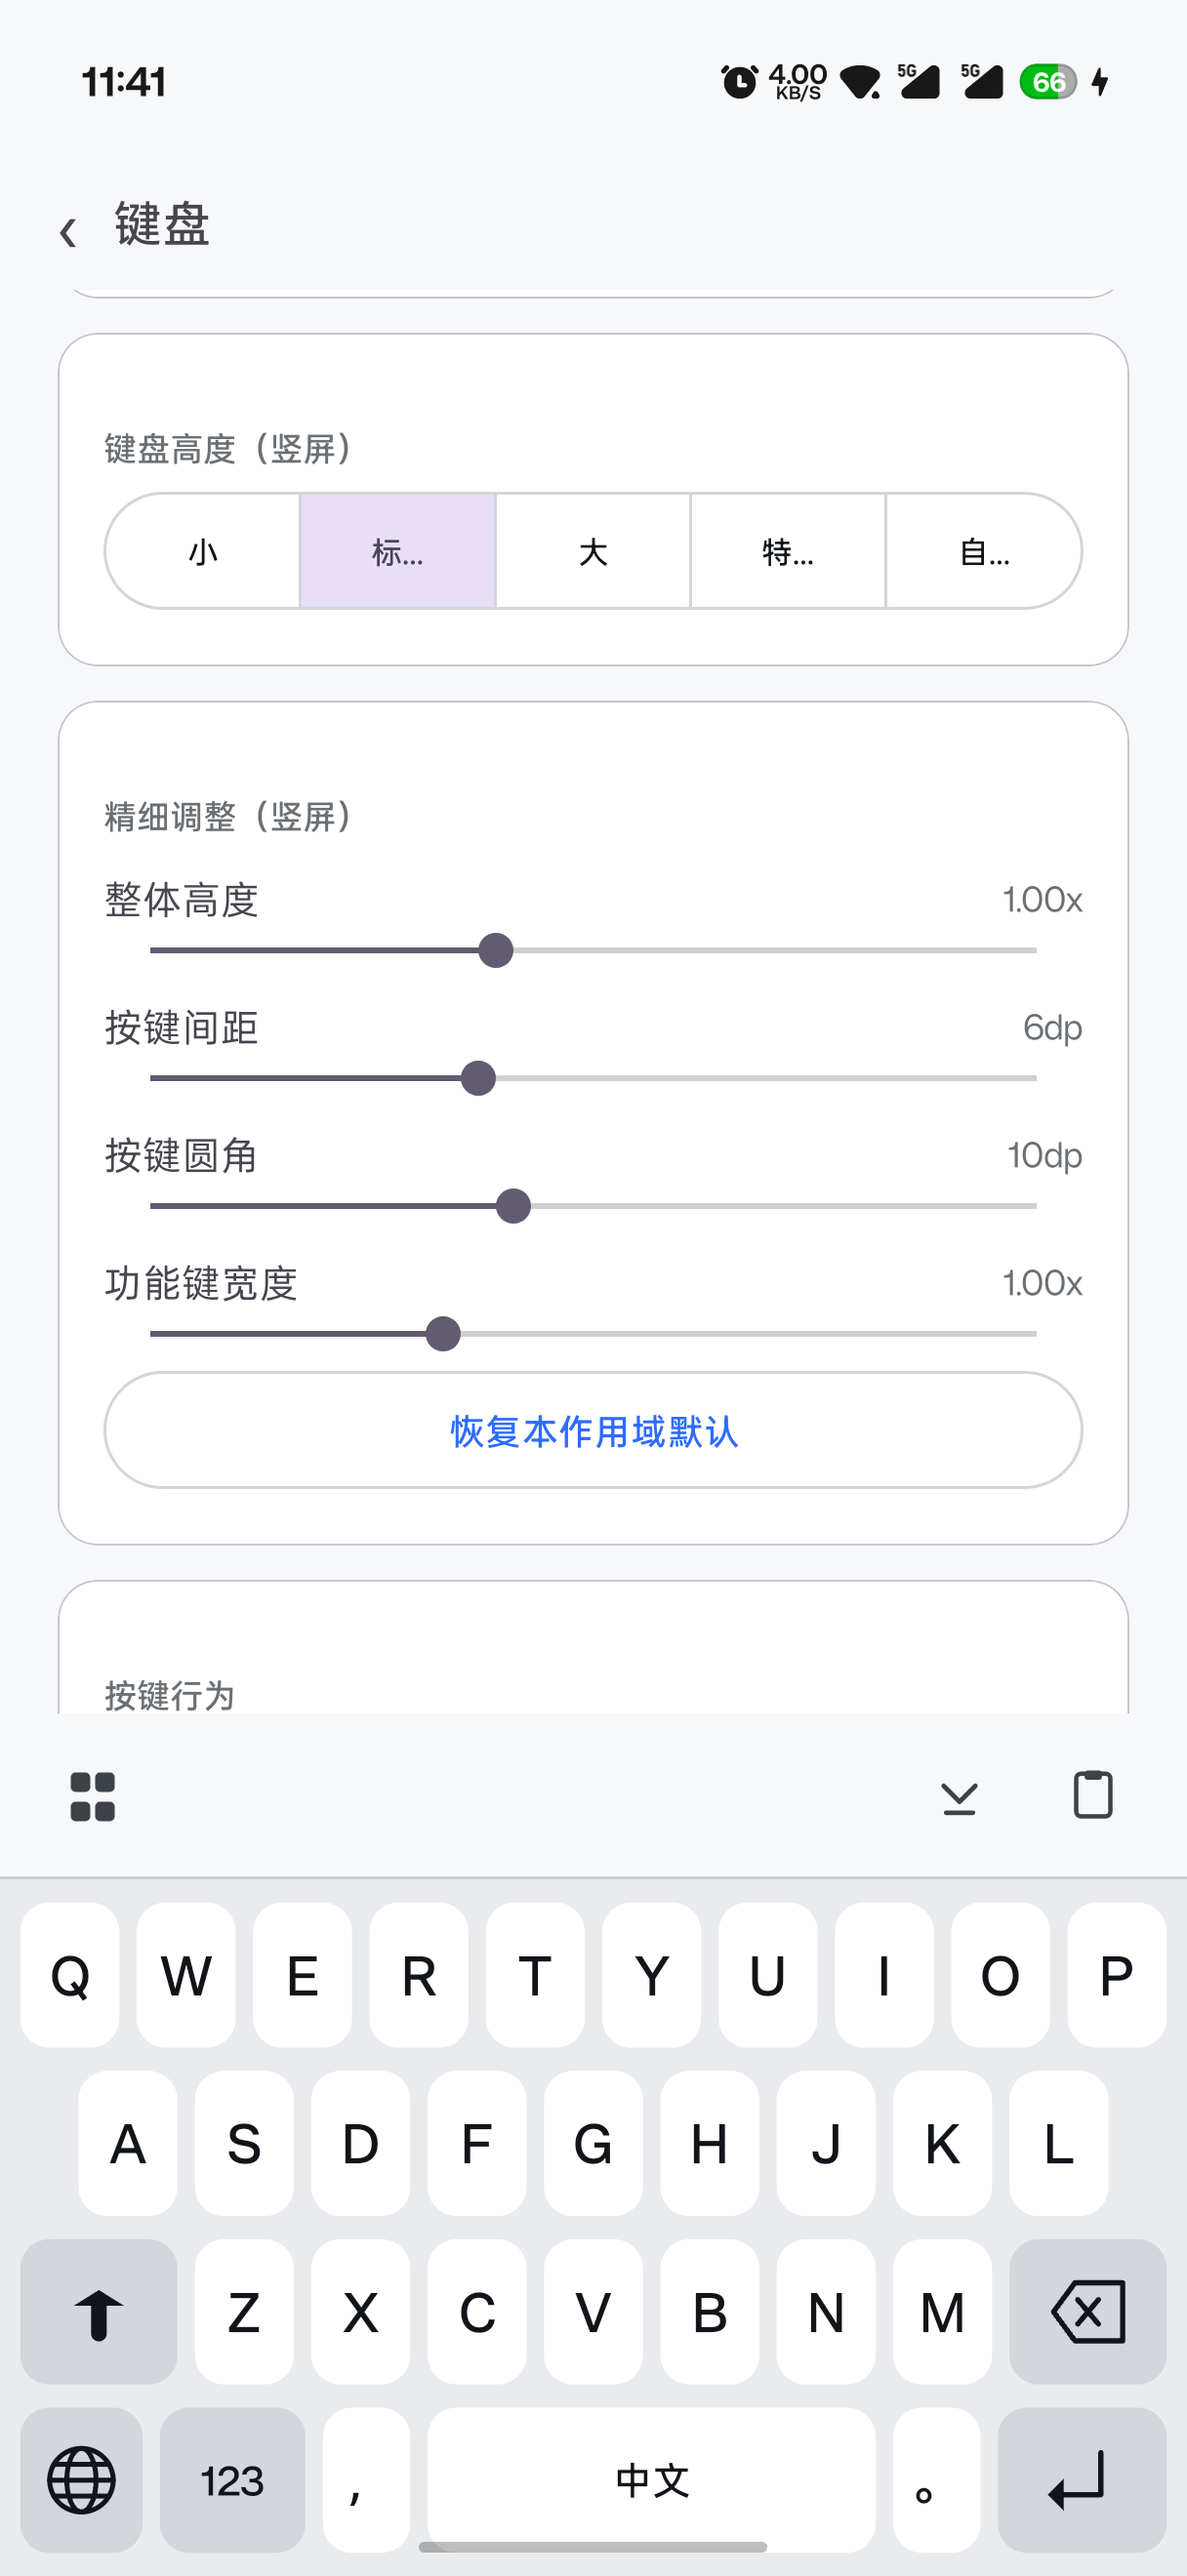 11:41 4.00 KB/S 5G 5G 66
键盘
键盘高度（竖屏）
小 标... 大 特... 自...
精细调整（竖屏）
整体高度 1.00x
按键间距 6dp
按键圆角 10dp
功能键宽度 1.00x
恢复本作用域默认
按键行为
Q W E R T Y U I O P
A S D F G H J K L
Z X C V B N M
123 , 中文 。